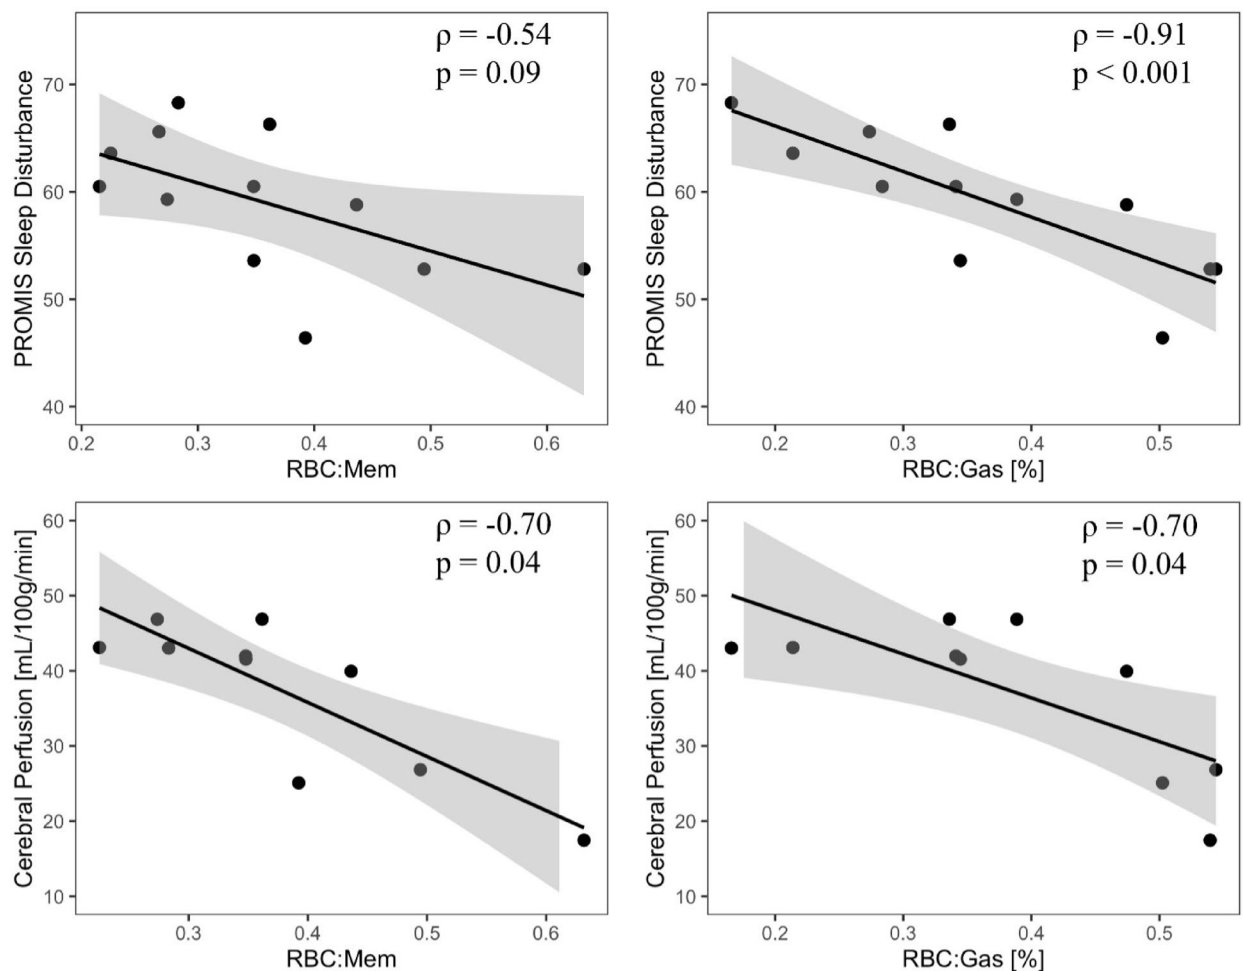 ρ = -0.54
p = 0.09
PROMIS Sleep Disturbance
70
60
50
40
0.2 0.3 0.4 0.5 0.6
RBC:Mem
ρ = -0.91
p < 0.001
PROMIS Sleep Disturbance
70
60
50
40
0.2 0.3 0.4 0.5
RBC:Gas [%]
ρ = -0.70
p = 0.04
Cerebral Perfusion [mL/100g/min]
60
50
40
30
20
10
0.3 0.4 0.5 0.6
RBC:Mem
ρ = -0.70
p = 0.04
Cerebral Perfusion [mL/100g/min]
60
50
40
30
20
10
0.2 0.3 0.4 0.5
RBC:Gas [%]